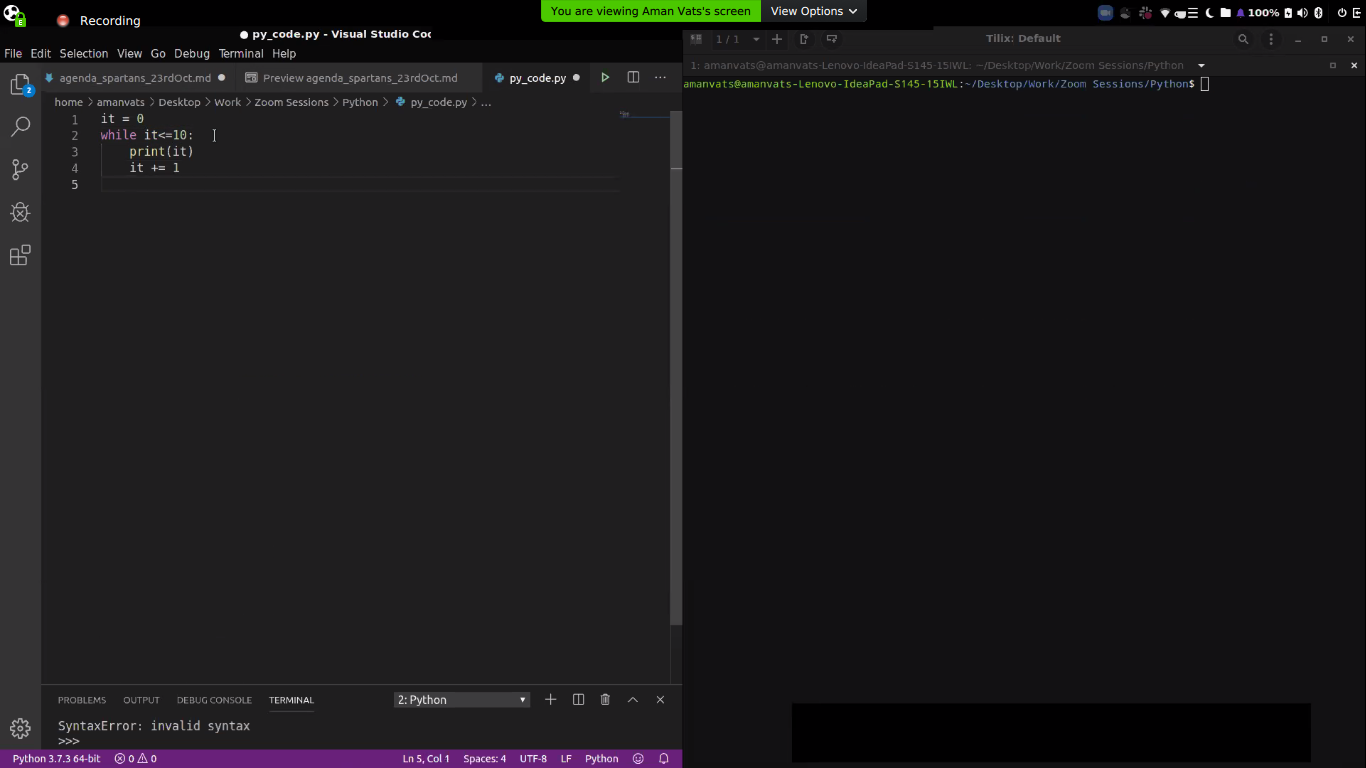 You are viewing Aman Vats's screen View Options
Recording
E
100%
py_code.py - Visual Studio Coc
File Edit Selection View Go Debug Terminal Help
agenda_spartans_23rdOct.md Preview agenda_spartans_23rdOct.md py_code.py
2
home > amanvats > Desktop > Work > Zoom Sessions > Python > py_code.py > ...
1 it = 0
2 while it<=10:
3 print(it)
4 it += 1
5
PROBLEMS OUTPUT DEBUG CONSOLE TERMINAL 2: Python
SyntaxError: invalid syntax
>>>
Python 3.7.3 64-bit 0 0 Ln 5, Col 1 Spaces: 4 UTF-8 LF Python
1 / 1 Tilix: Default
1: amanvats@amanvats-Lenovo-IdeaPad-S145-15IWL: ~/Desktop/Work/Zoom Sessions/Python
amanvats@amanvats-Lenovo-IdeaPad-S145-15IWL:~/Desktop/Work/Zoom Sessions/Python$